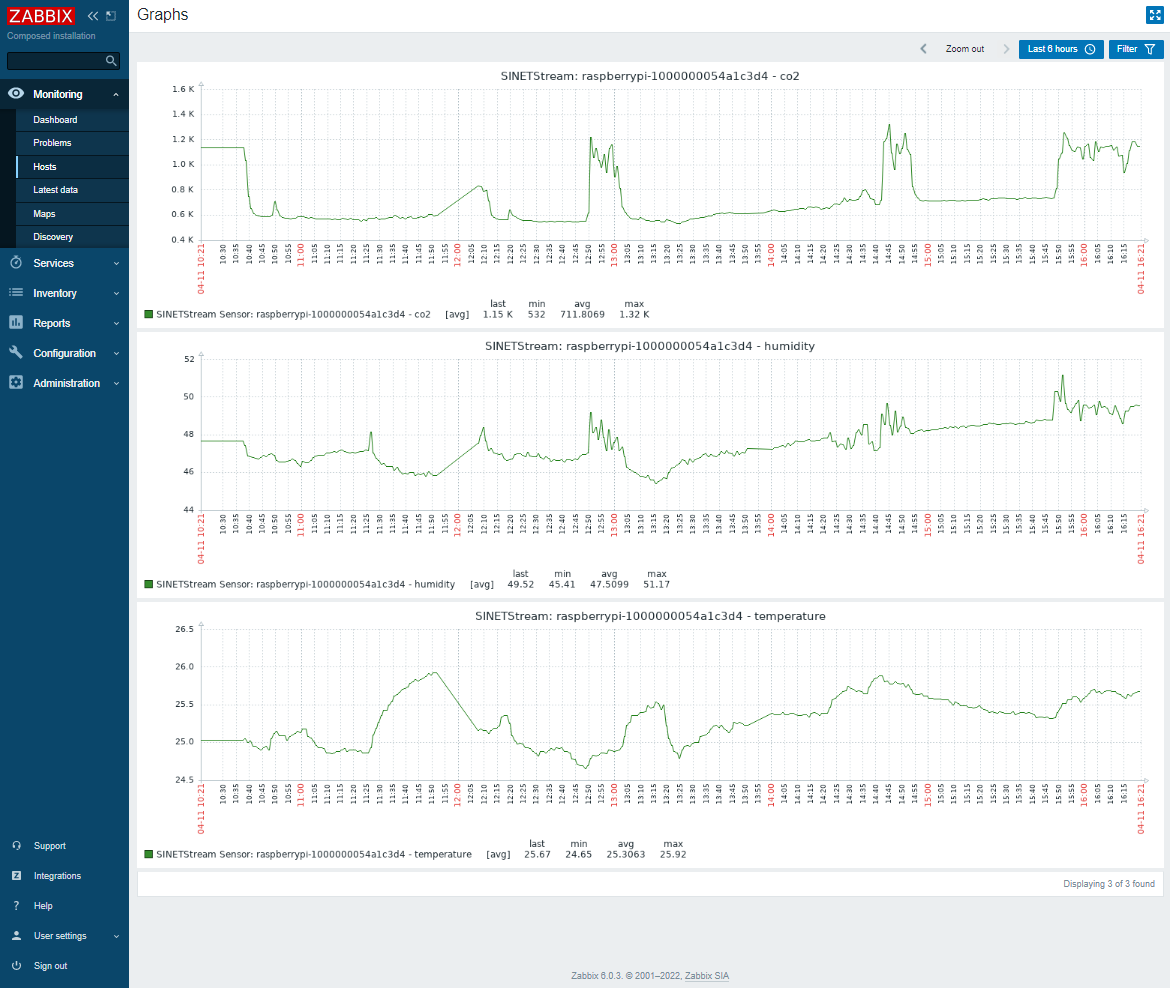 ZABBIX
Composed installation
Monitoring
Dashboard
Problems
Hosts
Latest data
Maps
Discovery
Services
Inventory
Reports
Configuration
Administration
Support
Z Integrations
? Help
User settings
Sign out
Graphs
Zoom out
Last 6 hours
Filter
SINETStream: raspberrypi-1000000054a1c3d4 - co2
1.6 K
1.4 K
1.2 K
1.0 K
0.8 K
0.6 K
0.4 K
04-11 10:21 10:30 10:35 10:40 10:45 10:50 10:55 11:00 11:05 11:10 11:15 11:20 11:25 11:30 11:35 11:40 11:45 11:50 11:55 12:00 12:05 12:10 12:15 12:20 12:25 12:30 12:35 12:40 12:45 12:50 12:55 13:00 13:05 13:10 13:15 13:20 13:25 13:30 13:35 13:40 13:45 13:50 13:55 14:00 14:05 14:10 14:15 14:20 14:25 14:30 14:35 14:40 14:45 14:50 14:55 15:00 15:05 15:10 15:15 15:20 15:25 15:30 15:35 15:40 15:45 15:50 15:55 16:00 16:05 16:10 16:15 04-11 16:21
last min avg max
SINETStream Sensor: raspberrypi-1000000054a1c3d4 - co2 [avg] 1.15 K 532 711.8069 1.32 K
SINETStream: raspberrypi-1000000054a1c3d4 - humidity
52
50
48
46
44
04-11 10:21 10:30 10:35 10:40 10:45 10:50 10:55 11:00 11:05 11:10 11:15 11:20 11:25 11:30 11:35 11:40 11:45 11:50 11:55 12:00 12:05 12:10 12:15 12:20 12:25 12:30 12:35 12:40 12:45 12:50 12:55 13:00 13:05 13:10 13:15 13:20 13:25 13:30 13:35 13:40 13:45 13:50 13:55 14:00 14:05 14:10 14:15 14:20 14:25 14:30 14:35 14:40 14:45 14:50 14:55 15:00 15:05 15:10 15:15 15:20 15:25 15:30 15:35 15:40 15:45 15:50 15:55 16:00 16:05 16:10 16:15 04-11 16:21
last min avg max
SINETStream Sensor: raspberrypi-1000000054a1c3d4 - humidity [avg] 49.52 45.41 47.5099 51.17
SINETStream: raspberrypi-1000000054a1c3d4 - temperature
26.5
26.0
25.5
25.0
24.5
04-11 10:21 10:30 10:35 10:40 10:45 10:50 10:55 11:00 11:05 11:10 11:15 11:20 11:25 11:30 11:35 11:40 11:45 11:50 11:55 12:00 12:05 12:10 12:15 12:20 12:25 12:30 12:35 12:40 12:45 12:50 12:55 13:00 13:05 13:10 13:15 13:20 13:25 13:30 13:35 13:40 13:45 13:50 13:55 14:00 14:05 14:10 14:15 14:20 14:25 14:30 14:35 14:40 14:45 14:50 14:55 15:00 15:05 15:10 15:15 15:20 15:25 15:30 15:35 15:40 15:45 15:50 15:55 16:00 16:05 16:10 16:15 04-11 16:21
last min avg max
SINETStream Sensor: raspberrypi-1000000054a1c3d4 - temperature [avg] 25.67 24.65 25.3063 25.92
Displaying 3 of 3 found
Zabbix 6.0.3. © 2001–2022, Zabbix SIA